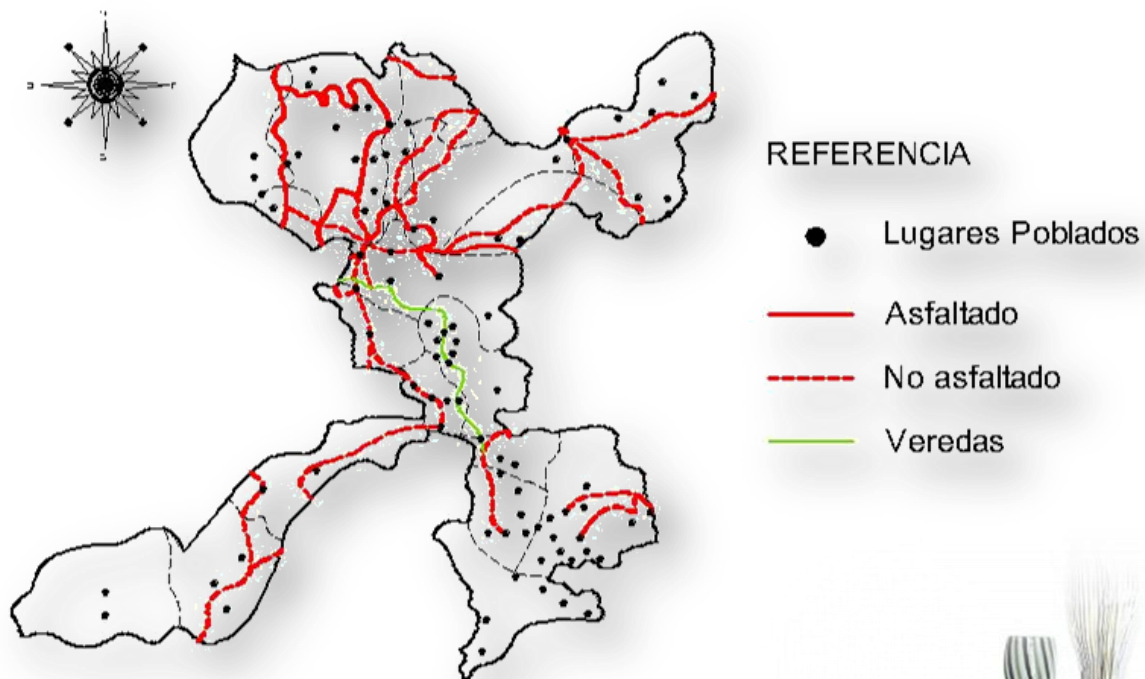 REFERENCIA
Lugares Poblados
Asfaltado
No asfaltado
Veredas